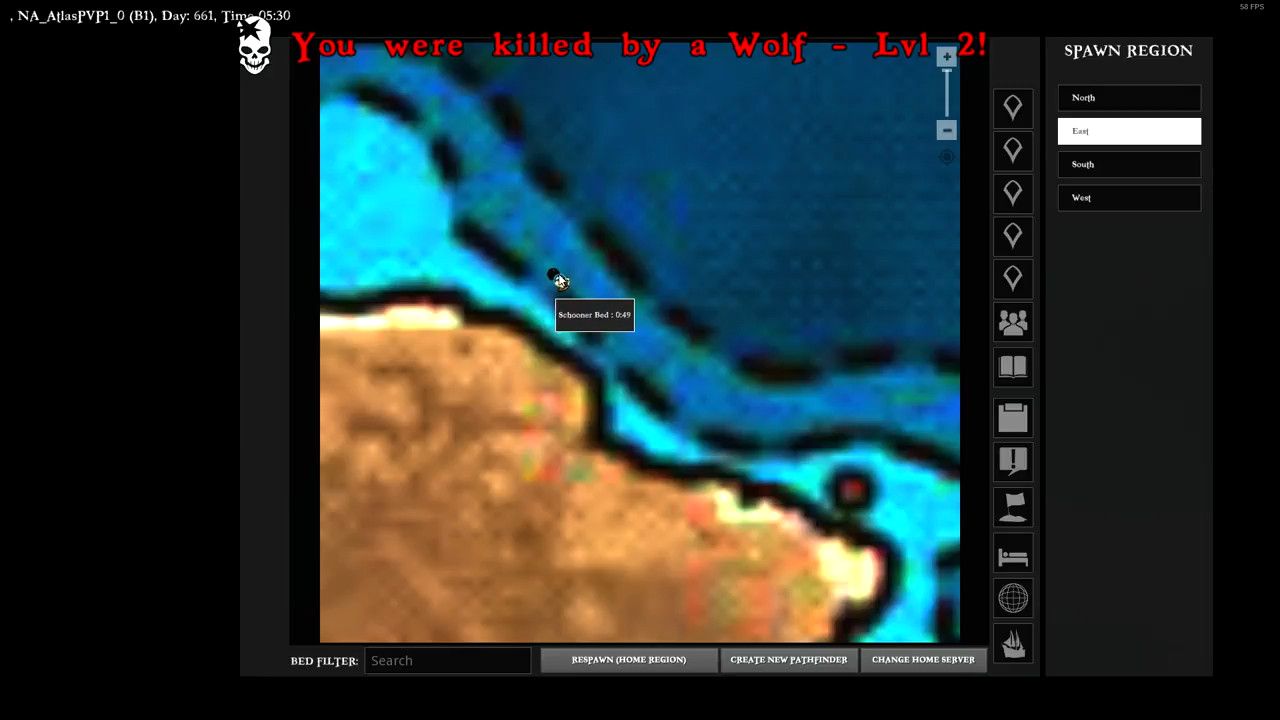 58 FPS
, NA_AtlasPVP1_0 (B1), Day: 661, Time 05:30
You were killed by a Wolf - Lvl 2!
SPAWN REGION
North
East
South
West
Schooner Bed : 0:49
BED FILTER: Search
RESPAWN (HOME REGION)
CREATE NEW PATHFINDER
CHANGE HOME SERVER